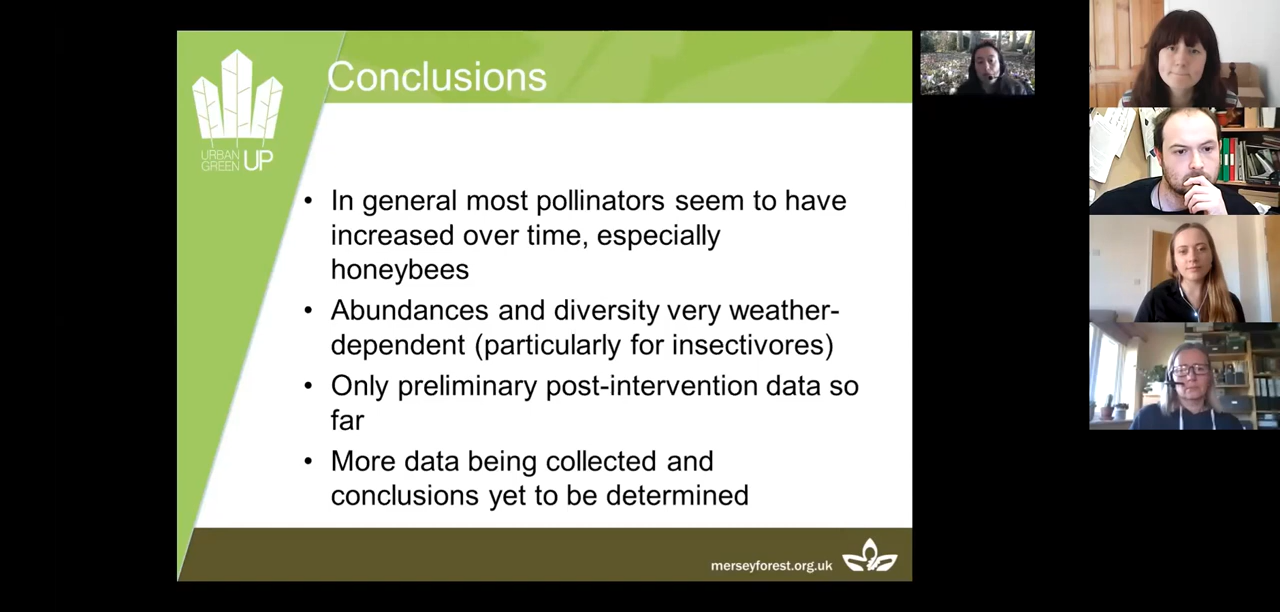 Conclusions
URBAN
GREEN UP
• In general most pollinators seem to have
increased over time, especially
honeybees
• Abundances and diversity very weather-
dependent (particularly for insectivores)
• Only preliminary post-intervention data so
far
• More data being collected and
conclusions yet to be determined
merseyforest.org.uk